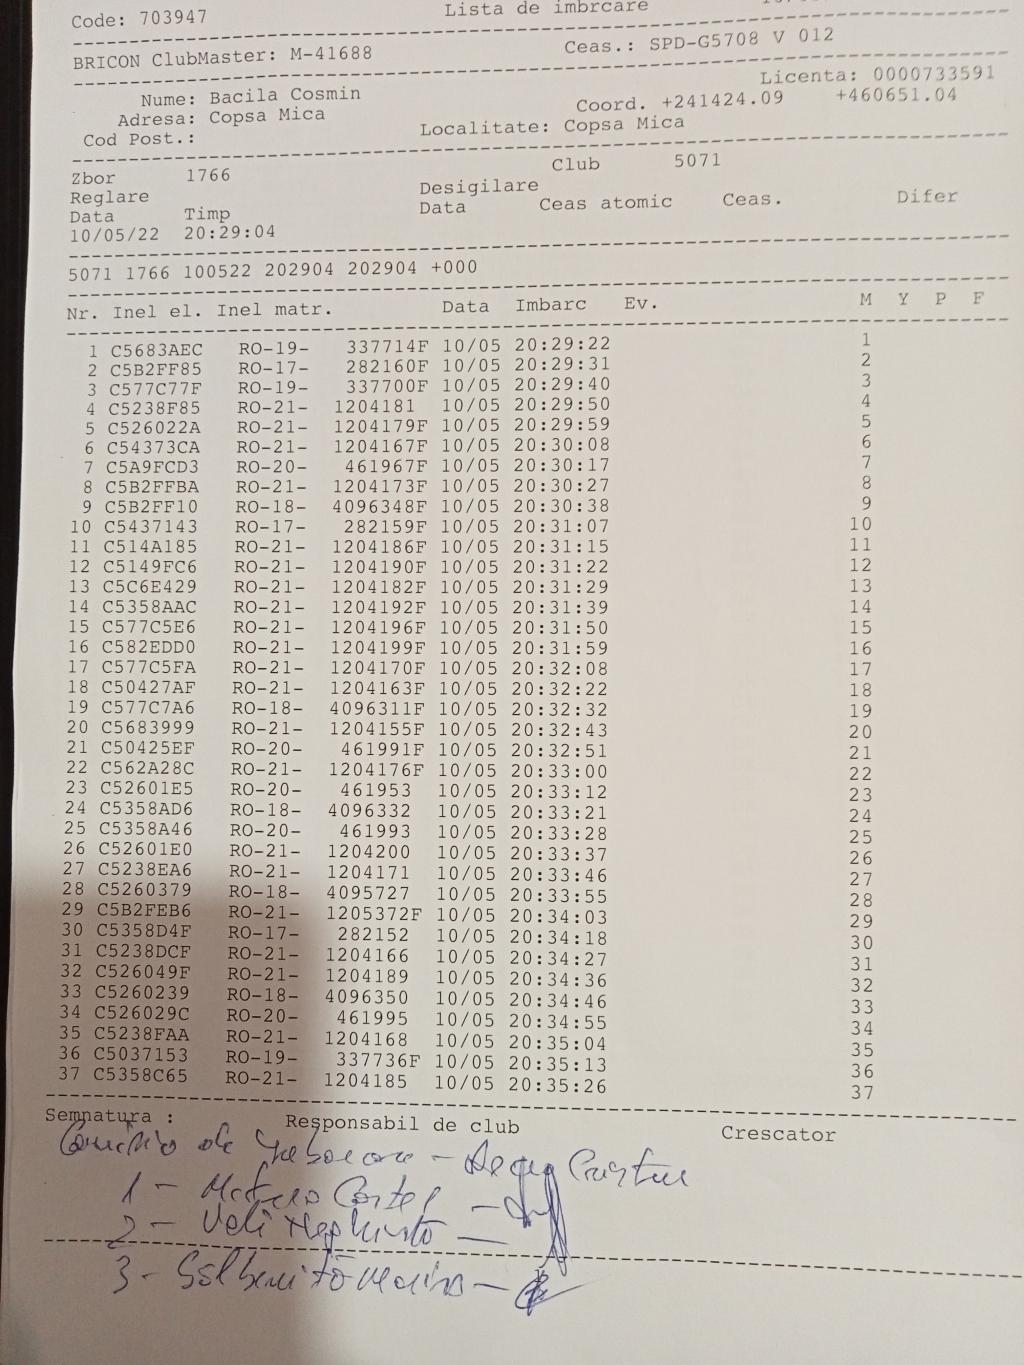 Code: 703947 Lista de imbrcare
BRICON ClubMaster: M-41688 Ceas.: SPD-G5708 V 012
Licenta: 0000733591
Nume: Bacila Cosmin Coord. +241424.09 +460651.04
Adresa: Copsa Mica Localitate: Copsa Mica
Cod Post.:
Zbor 1766 Club 5071
Reglare Desigilare
Data Timp Data Ceas atomic Ceas. Difer
10/05/22 20:29:04
5071 1766 100522 202904 202904 +000
Nr. Inel el. Inel matr. Data Imbarc Ev. M Y P F
1 C5683AEC RO-19- 337714F 10/05 20:29:22 1
2 C5B2FF85 RO-17- 282160F 10/05 20:29:31 2
3 C577C77F RO-19- 337700F 10/05 20:29:40 3
4 C5238F85 RO-21- 1204181 10/05 20:29:50 4
5 C526022A RO-21- 1204179F 10/05 20:29:59 5
6 C54373CA RO-21- 1204167F 10/05 20:30:08 6
7 C5A9FCD3 RO-20- 461967F 10/05 20:30:17 7
8 C5B2FFBA RO-21- 1204173F 10/05 20:30:27 8
9 C5B2FF10 RO-18- 4096348F 10/05 20:30:38 9
10 C5437143 RO-17- 282159F 10/05 20:31:07 10
11 C514A185 RO-21- 1204186F 10/05 20:31:15 11
12 C5149FC6 RO-21- 1204190F 10/05 20:31:22 12
13 C5C6E429 RO-21- 1204182F 10/05 20:31:29 13
14 C5358AAC RO-21- 1204192F 10/05 20:31:39 14
15 C577C5E6 RO-21- 1204196F 10/05 20:31:50 15
16 C582EDD0 RO-21- 1204199F 10/05 20:31:59 16
17 C577C5FA RO-21- 1204170F 10/05 20:32:08 17
18 C50427AF RO-21- 1204163F 10/05 20:32:22 18
19 C577C7A6 RO-18- 4096311F 10/05 20:32:32 19
20 C5683999 RO-21- 1204155F 10/05 20:32:43 20
21 C50425EF RO-20- 461991F 10/05 20:32:51 21
22 C562A28C RO-21- 1204176F 10/05 20:33:00 22
23 C52601E5 RO-20- 461953 10/05 20:33:12 23
24 C5358AD6 RO-18- 4096332 10/05 20:33:21 24
25 C5358A46 RO-20- 461993 10/05 20:33:28 25
26 C52601E0 RO-21- 1204200 10/05 20:33:37 26
27 C5238EA6 RO-21- 1204171 10/05 20:33:46 27
28 C5260379 RO-18- 4095727 10/05 20:33:55 28
29 C5B2FEB6 RO-21- 1205372F 10/05 20:34:03 29
30 C5358D4F RO-17- 282152 10/05 20:34:18 30
31 C5238DCF RO-21- 1204166 10/05 20:34:27 31
32 C526049F RO-21- 1204189 10/05 20:34:36 32
33 C5260239 RO-18- 4096350 10/05 20:34:46 33
34 C526029C RO-20- 461995 10/05 20:34:55 34
35 C5238FAA RO-21- 1204168 10/05 20:35:04 35
36 C5037153 RO-19- 337736F 10/05 20:35:13 36
37 C5358C65 RO-21- 1204185 10/05 20:35:26 37
Semnatura : Responsabil de club Crescator
de
1 -
2 -
3 -